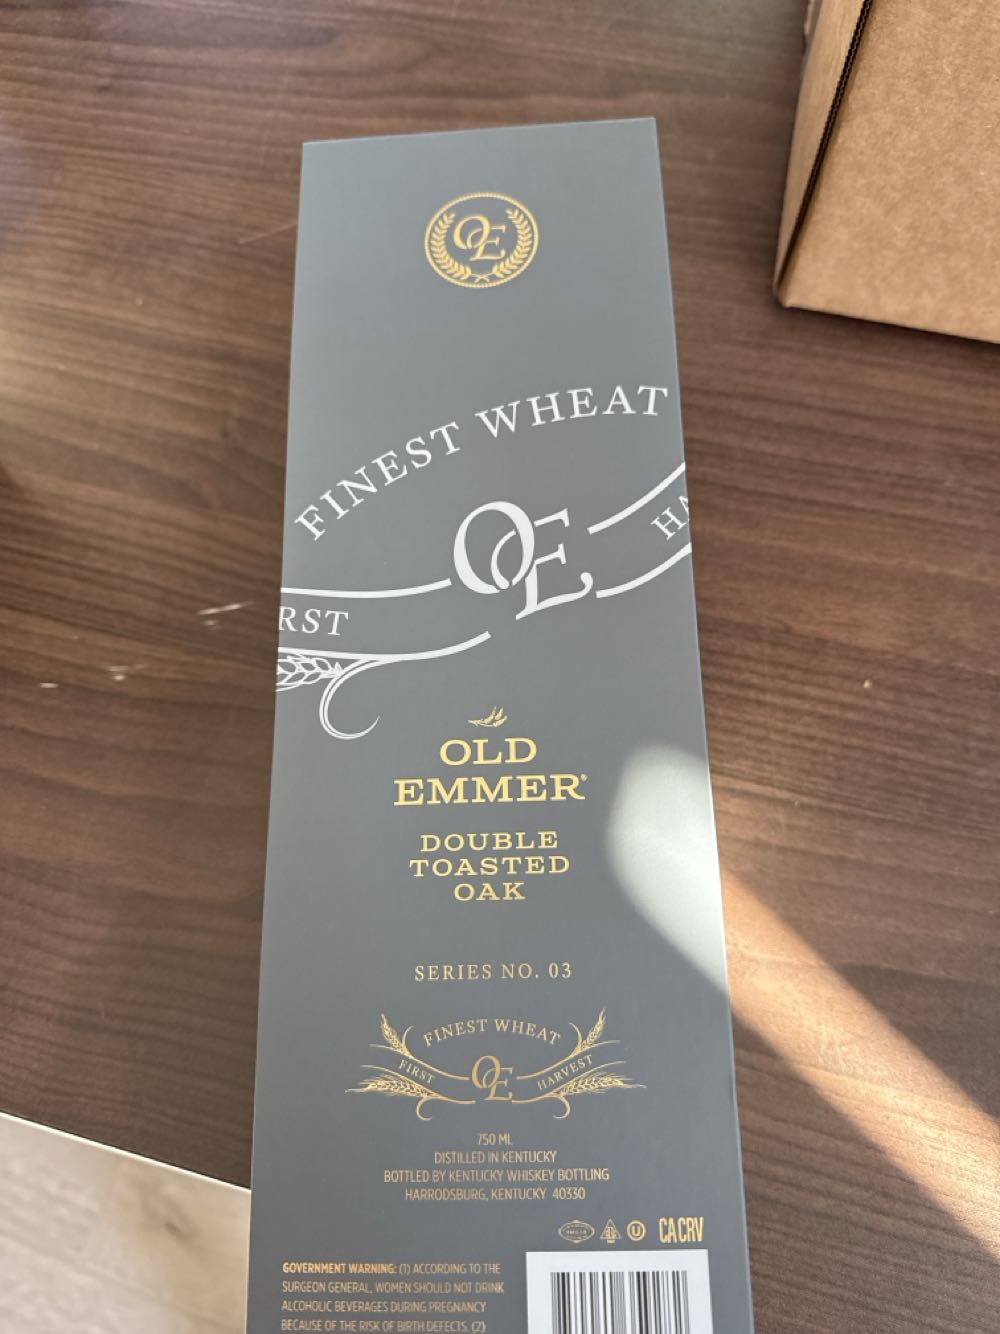 OE
FINEST WHEAT
OE
HA
RST
OLD
EMMER®
DOUBLE
TOASTED
OAK
SERIES NO. 03
FINEST WHEAT
FIRST OE HARVEST
750 ML
DISTILLED IN KENTUCKY
BOTTLED BY KENTUCKY WHISKEY BOTTLING
HARRODSBURG, KENTUCKY 40330
U CA CRV
GOVERNMENT WARNING: (1) ACCORDING TO THE
SURGEON GENERAL, WOMEN SHOULD NOT DRINK
ALCOHOLIC BEVERAGES DURING PREGNANCY
BECAUSE OF THE RISK OF BIRTH DEFECTS. (2)